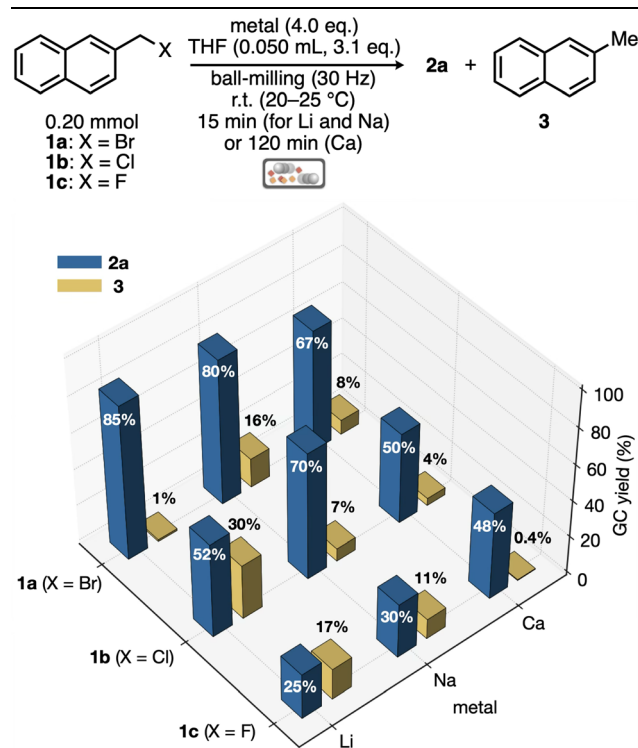 metal (4.0 eq.)
THF (0.050 mL, 3.1 eq.)
ball-milling (30 Hz)
r.t. (20–25 °C)
15 min (for Li and Na)
or 120 min (Ca)
X
0.20 mmol
1a: X = Br
1b: X = Cl
1c: X = F
2a +
Me
3
2a
3
85%
1%
80%
16%
67%
8%
52%
30%
70%
7%
50%
4%
25%
17%
30%
11%
48%
0.4%
100
80
60
40
20
0
GC yield (%)
1a (X = Br)
1b (X = Cl)
1c (X = F)
Li
Na
Ca
metal